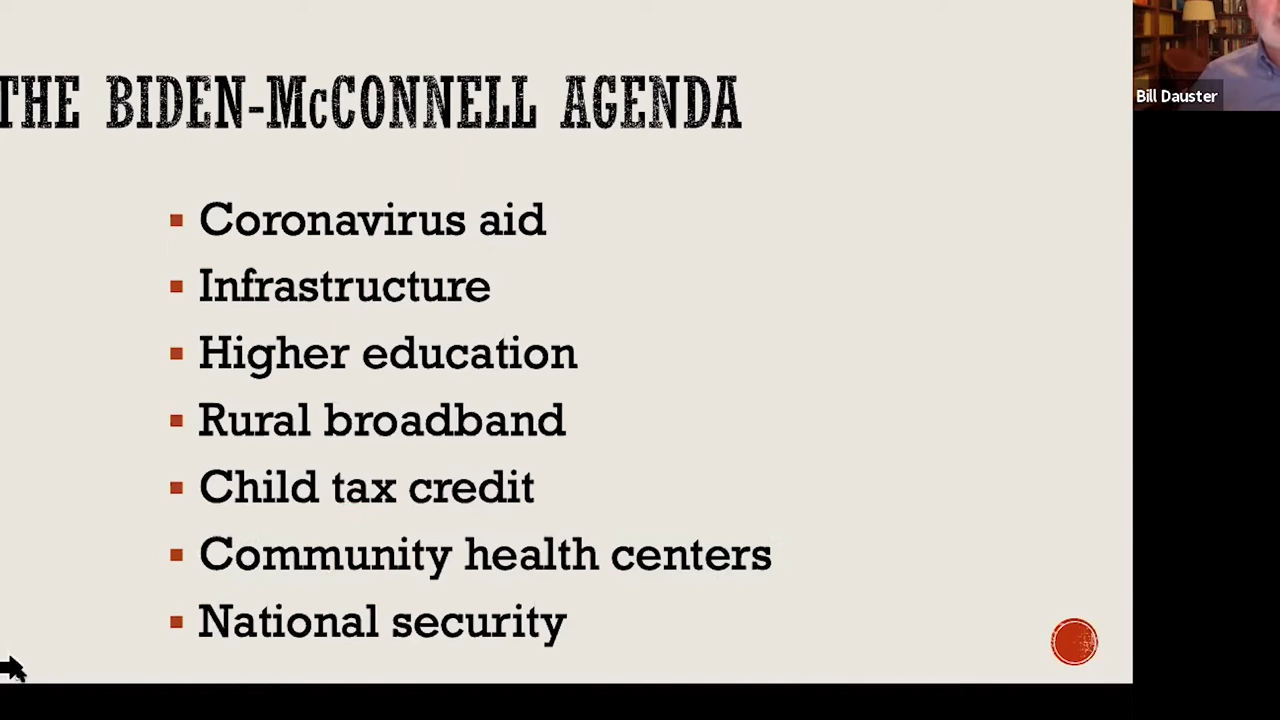 THE BIDEN-McCONNELL AGENDA
Coronavirus aid
Infrastructure
Higher education
Rural broadband
Child tax credit
Community health centers
National security
Bill Dauster